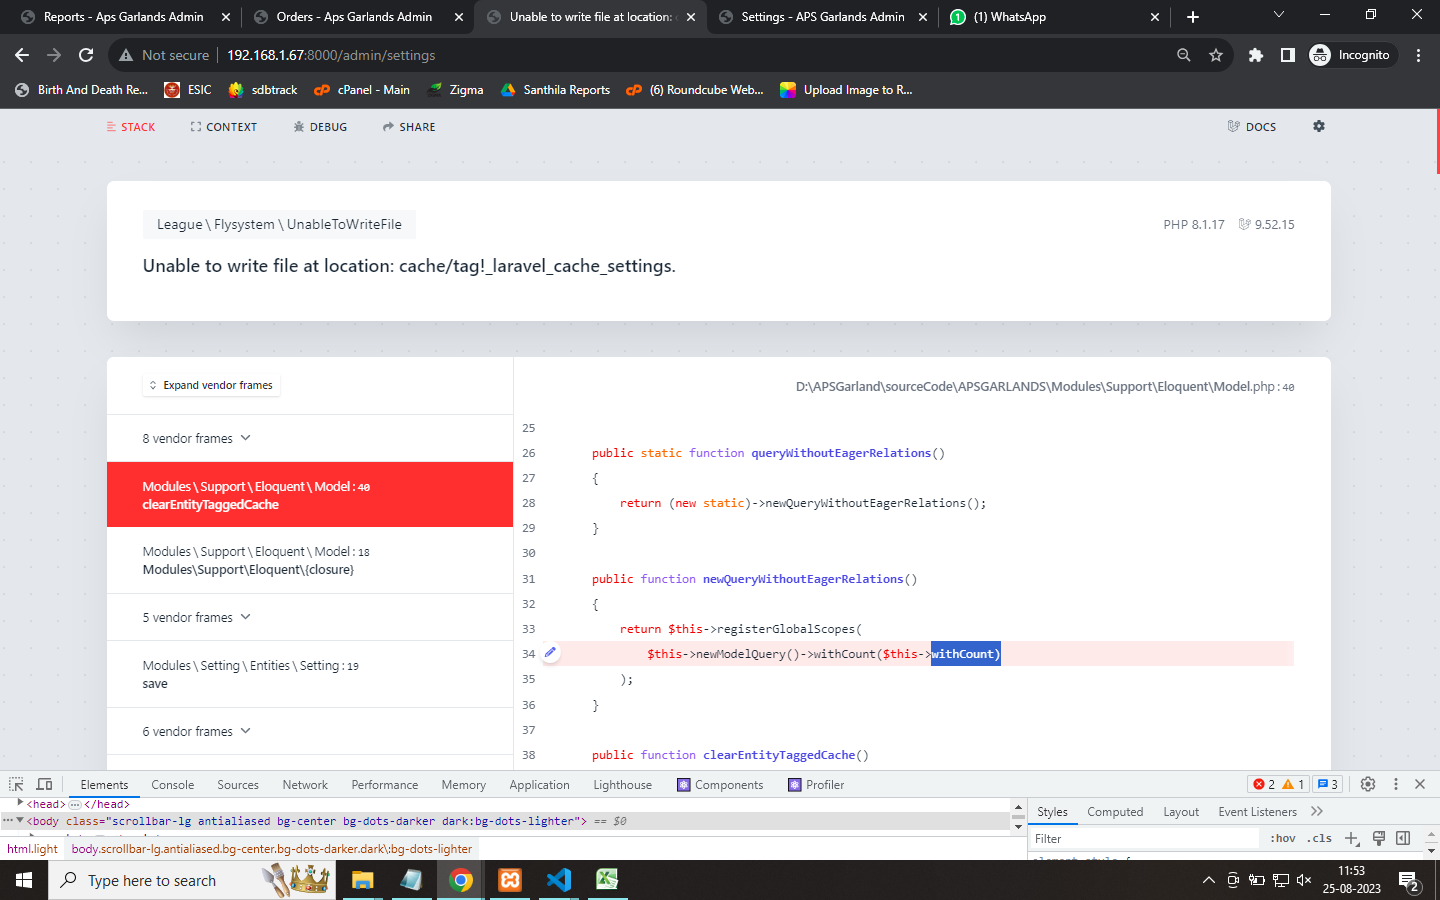 Reports - Aps Garlands Admin
Orders - Aps Garlands Admin
Unable to write file at location:
Settings - APS Garlands Admin
(1) WhatsApp
Not secure
192.168.1.67:8000/admin/settings
Incognito
Birth And Death Re...
ESIC
sdbtrack
cPanel - Main
Zigma
Santhila Reports
(6) Roundcube Web...
Upload Image to R...
STACK
CONTEXT
DEBUG
SHARE
DOCS
League \ Flysystem \ UnableToWriteFile
PHP 8.1.17
9.52.15
Unable to write file at location: cache/tag!_laravel_cache_settings.
Expand vendor frames
8 vendor frames
Modules \ Support \ Eloquent \ Model : 40
clearEntityTaggedCache
Modules \ Support \ Eloquent \ Model : 18
Modules\Support\Eloquent\{closure}
5 vendor frames
Modules \ Setting \ Entities \ Setting : 19
save
6 vendor frames
D:\APSGarland\sourceCode\APSGARLANDS\Modules\Support\Eloquent\Model.php : 40
25
26 public static function queryWithoutEagerRelations()
27 {
28 return (new static)->newQueryWithoutEagerRelations();
29 }
30
31 public function newQueryWithoutEagerRelations()
32 {
33 return $this->registerGlobalScopes(
34 $this->newModelQuery()->withCount($this->withCount)
35 );
36 }
37
38 public function clearEntityTaggedCache()
Elements
Console
Sources
Network
Performance
Memory
Application
Lighthouse
Components
Profiler
2
1
3
<head> ... </head>
<body class="scrollbar-lg antialiased bg-center bg-dots-darker dark:bg-dots-lighter"> == $0
html.light
body.scrollbar-lg.antialiased.bg-center.bg-dots-darker.dark\:bg-dots-lighter
Styles
Computed
Layout
Event Listeners
Filter
:hov
.cls
Type here to search
11:53
25-08-2023
2